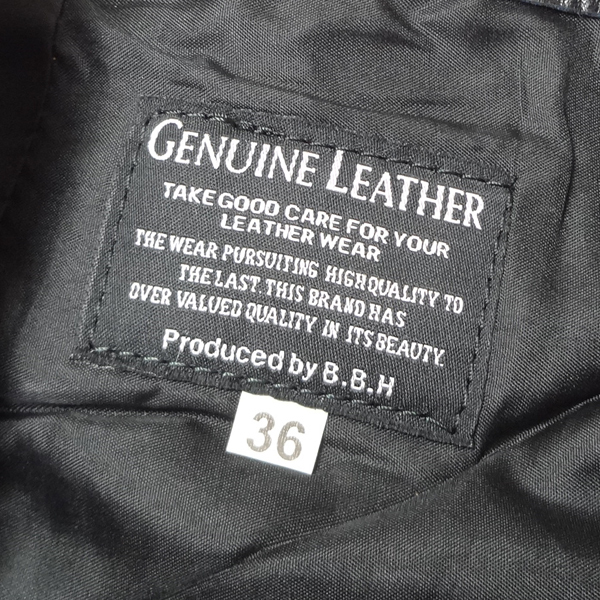 GENUINE LEATHER
TAKE GOOD CARE FOR YOUR
LEATHER WEAR
THE WEAR PURSUITING HIGH QUALITY TO
THE LAST. THIS BRAND HAS
OVER VALUED QUALITY IN ITS BEAUTY.
Produced by B.B.H
36